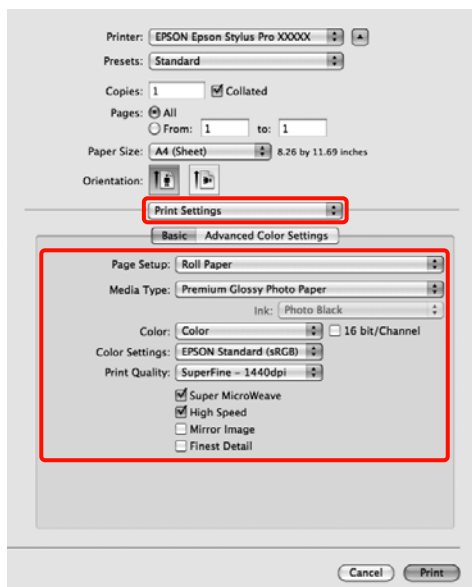 Printer: EPSON Epson Stylus Pro XXXXX
Presets: Standard
Copies: 1 Collated
Pages: All
From: 1 to: 1
Paper Size: A4 (Sheet) 8.26 by 11.69 inches
Orientation:
Print Settings
Basic Advanced Color Settings
Page Setup: Roll Paper
Media Type: Premium Glossy Photo Paper
Ink: Photo Black
Color: Color 16 bit/Channel
Color Settings: EPSON Standard (sRGB)
Print Quality: SuperFine – 1440dpi
Super MicroWeave
High Speed
Mirror Image
Finest Detail
Cancel Print